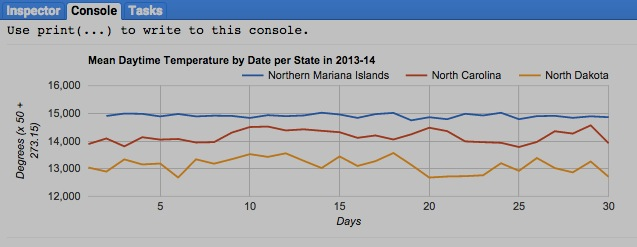 Inspector Console Tasks
Use print(...) to write to this console.
Mean Daytime Temperature by Date per State in 2013-14
Northern Mariana Islands North Carolina North Dakota
16,000
15,000
14,000
13,000
12,000
Degrees (x 50 +
273.15)
5 10 15 20 25 30
Days